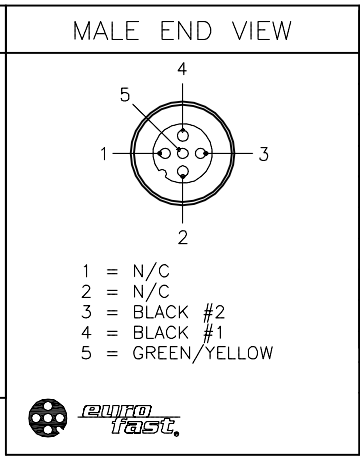 MALE END VIEW
4
5
1
3
2
1 = N/C
2 = N/C
3 = BLACK #2
4 = BLACK #1
5 = GREEN/YELLOW
euro
fast.